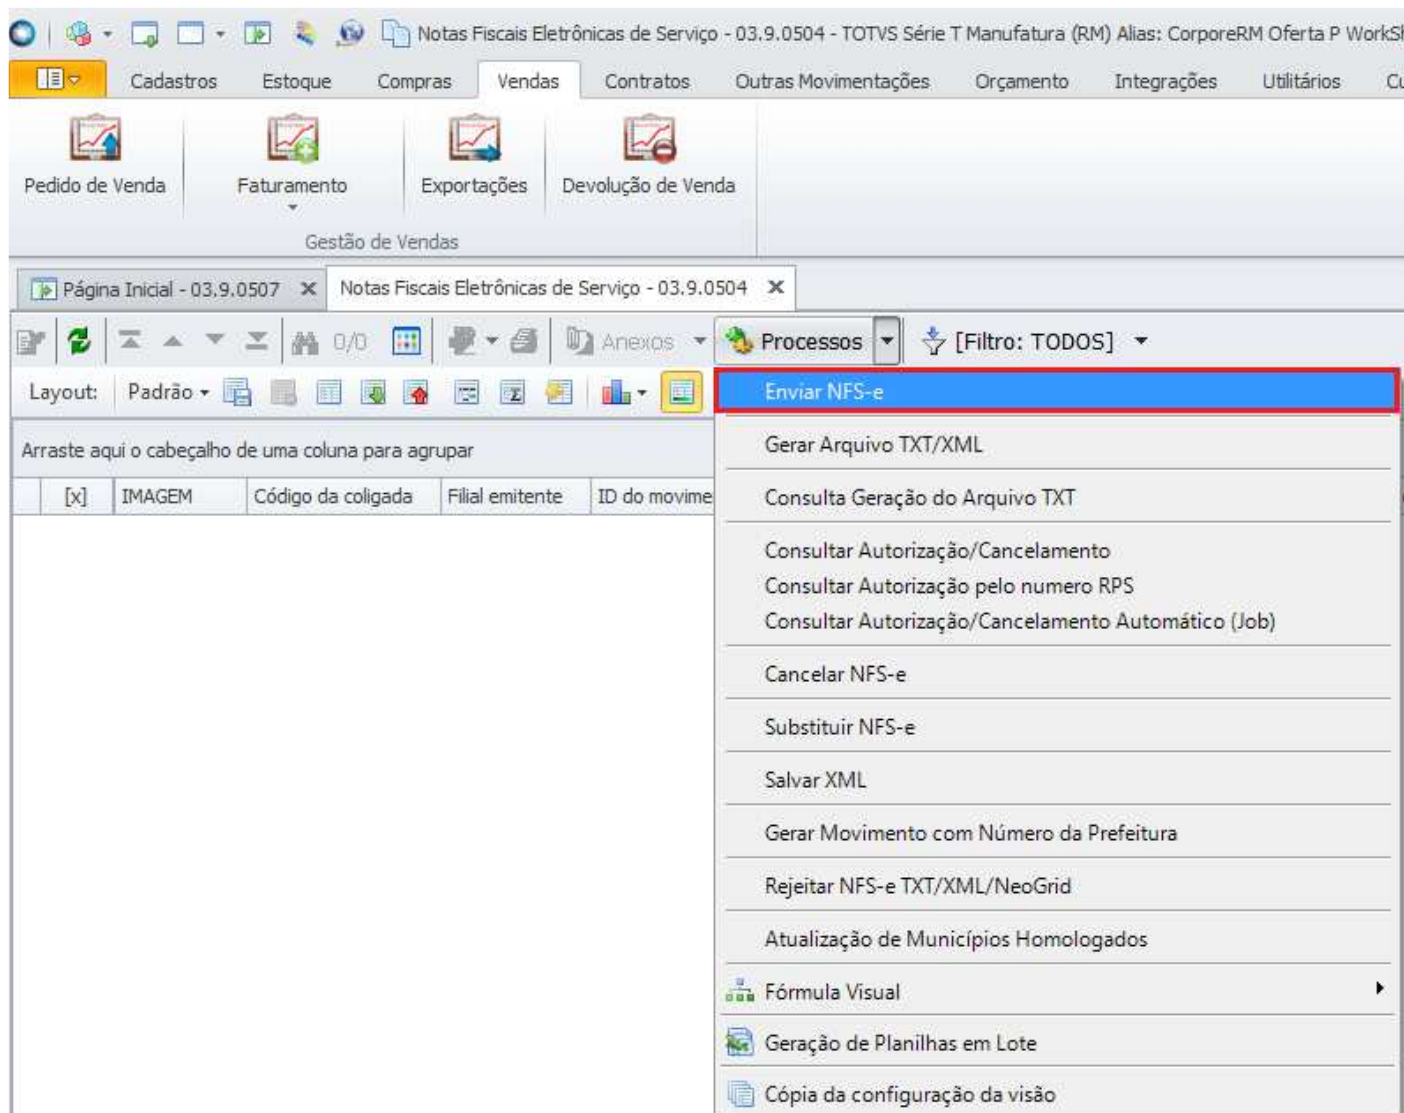 Notas Fiscais Eletrônicas de Serviço - 03.9.0504 - TOTVS Série T Manufatura (RM) Alias: CorporeRM Oferta P
Cadastros Estoque Compras Vendas Contratos Outras Movimentações Orçamento Integrações Utilitários
Pedido de Venda Faturamento Exportações Devolução de Venda
Gestão de Vendas
Página Inicial - 03.9.0507 Notas Fiscais Eletrônicas de Serviço - 03.9.0504
0/0 Anexos Processos [Filtro: TODOS]
Layout: Padrão
Enviar NFS-e
Arraste aqui o cabeçalho de uma coluna para agrupar
Gerar Arquivo TXT/XML
[x] IMAGEM Código da coligada Filial emitente ID do movime
Consulta Geração do Arquivo TXT
Consultar Autorização/Cancelamento
Consultar Autorização pelo numero RPS
Consultar Autorização/Cancelamento Automático (Job)
Cancelar NFS-e
Substituir NFS-e
Salvar XML
Gerar Movimento com Número da Prefeitura
Rejeitar NFS-e TXT/XML/NeoGrid
Atualização de Municípios Homologados
Fórmula Visual
Geração de Planilhas em Lote
Cópia da configuração da visão